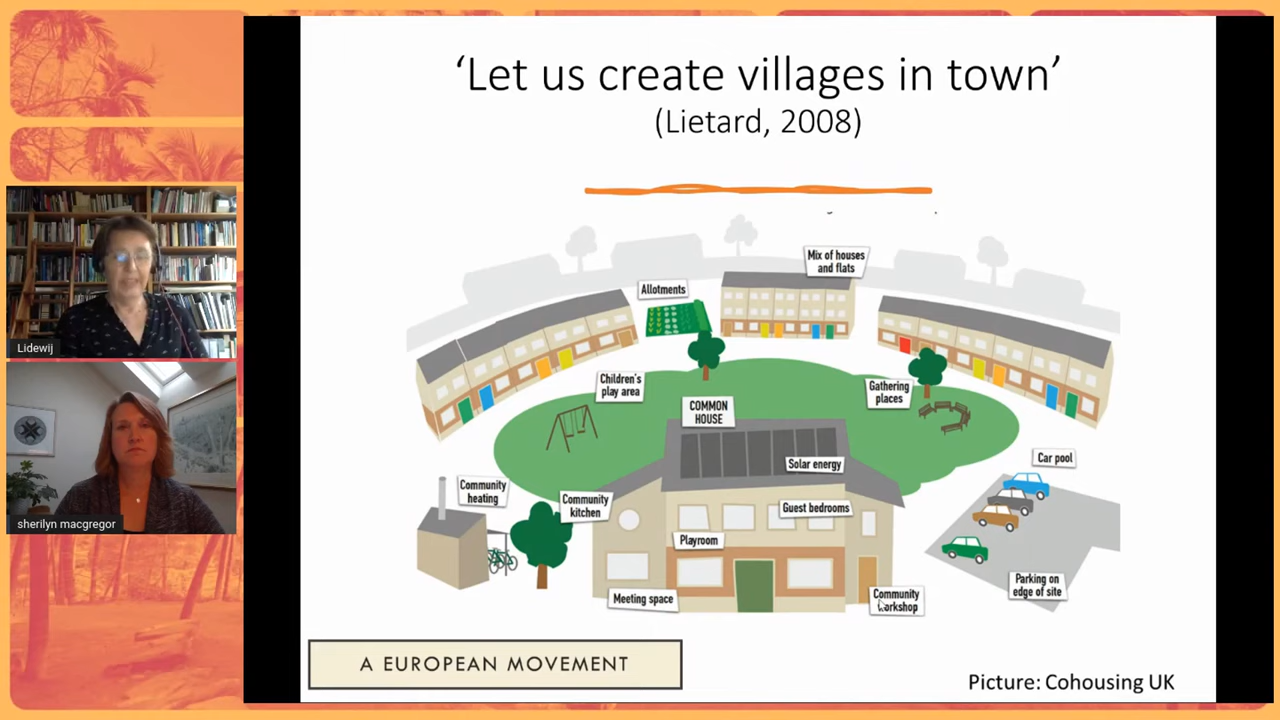 ‘Let us create villages in town’
(Lietard, 2008)
Mix of houses
and flats
Allotments
Children's
play area
Gathering
places
COMMON
HOUSE
Solar energy
Car pool
Community
heating
Community
kitchen
Guest bedrooms
Playroom
Meeting space
Community
workshop
Parking on
edge of site
A EUROPEAN MOVEMENT
Picture: Cohousing UK
Lidewij
sherilyn macgregor